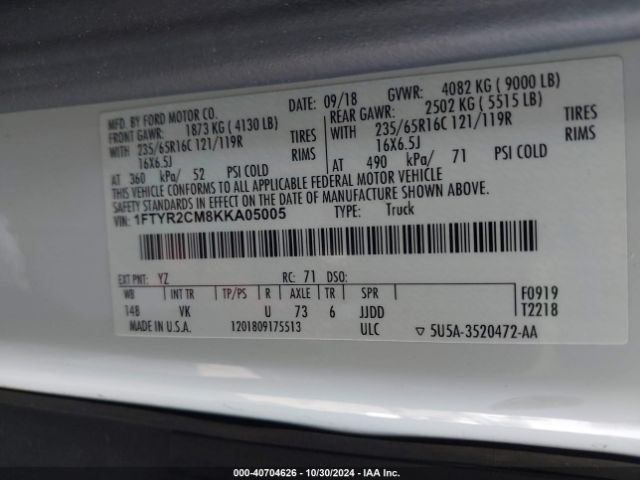 MFD. BY FORD MOTOR CO. DATE: 09/18 GVWR: 4082 KG ( 9000 LB)
FRONT GAWR: 1873 KG ( 4130 LB) REAR GAWR: 2502 KG ( 5515 LB)
WITH 235/65R16C 121/119R TIRES WITH 235/65R16C 121/119R TIRES
16X6.5J RIMS 16X6.5J RIMS
AT 360 kPa/ 52 PSI COLD AT 490 kPa/ 71 PSI COLD
THIS VEHICLE CONFORMS TO ALL APPLICABLE FEDERAL MOTOR VEHICLE
SAFETY STANDARDS IN EFFECT ON THE DATE OF MANUFACTURE SHOWN ABOVE.
VIN: 1FTYR2CM8KKA05005 TYPE: Truck
EXT PNT: YZ RC: 71 DSO:
WB INT TR TP/PS R AXLE TR SPR F0919
148 VK U 73 6 JJDD T2218
MADE IN U.S.A. 1201809175513 ULC ▽ 5U5A-3520472-AA
00-40704626 - 10/30/2024 - IAA Inc.